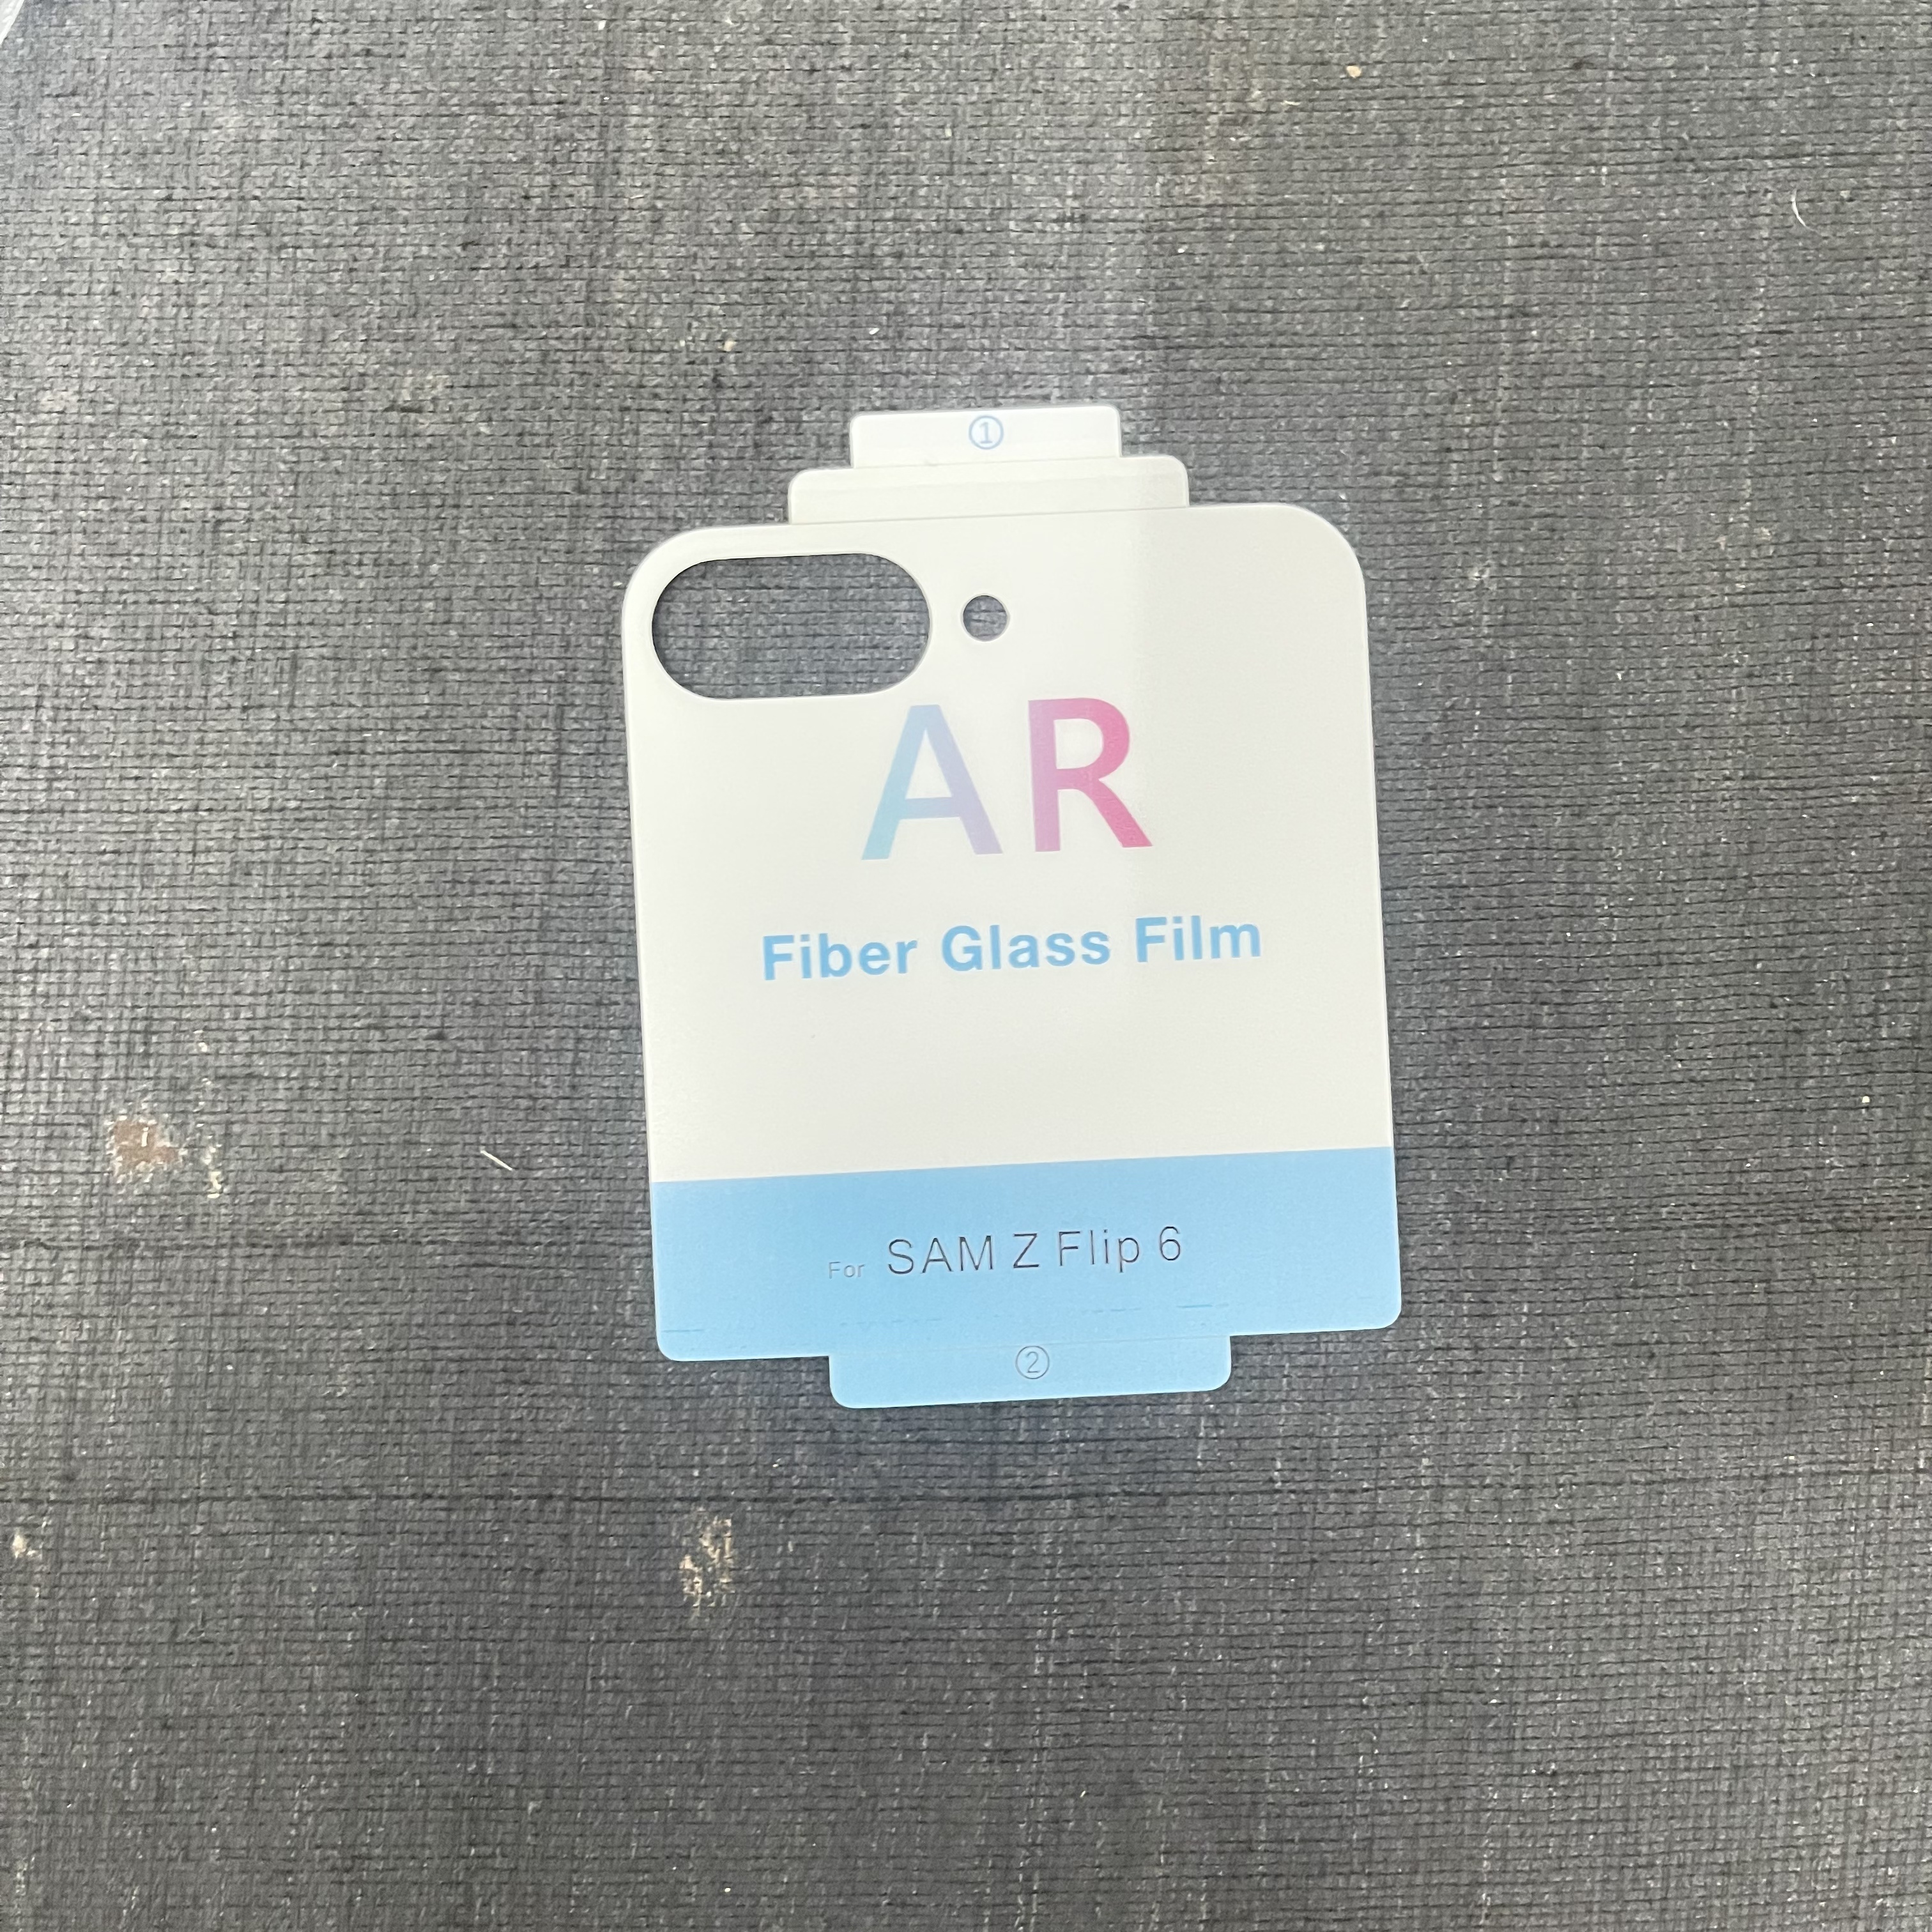 ①
AR
Fiber Glass Film
For SAM Z Flip 6
②